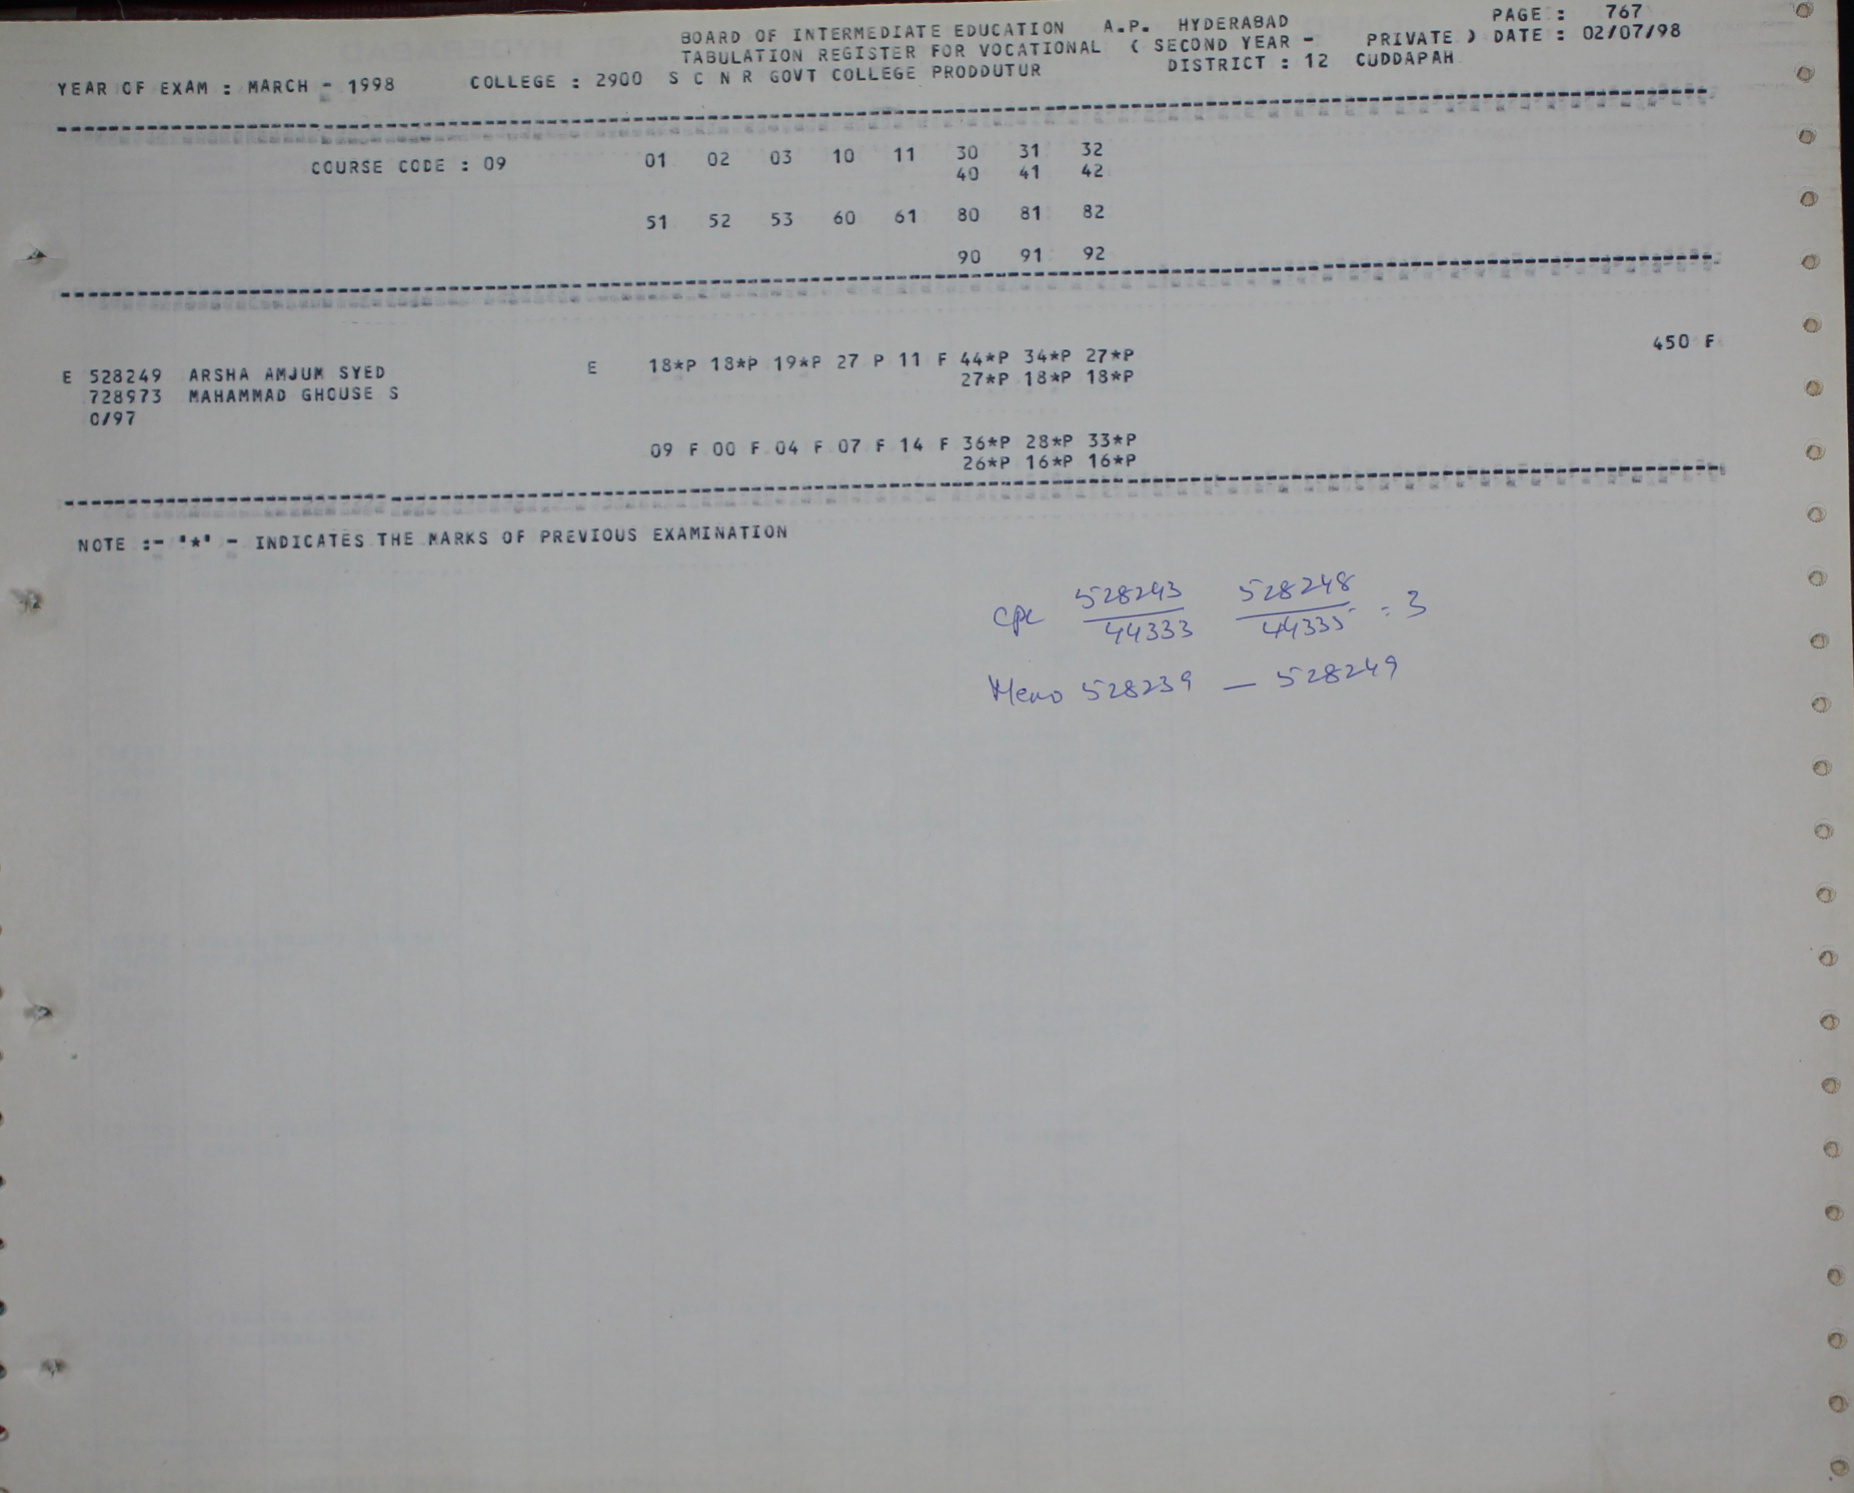 BOARD OF INTERMEDIATE EDUCATION A.P. HYDERABAD PAGE : 767
TABULATION REGISTER FOR VOCATIONAL ( SECOND YEAR - PRIVATE ) DATE : 02/07/98
YEAR OF EXAM : MARCH - 1998 COLLEGE : 2900 S C N R GOVT COLLEGE PRODDUTUR DISTRICT : 12 CUDDAPAH
COURSE CODE : 09 01 02 03 10 11 30 31 32
40 41 42
51 52 53 60 61 80 81 82
90 91 92
E 528249 ARSHA AMJUM SYED E 18*P 18*P 19*P 27 P 11 F 44*P 34*P 27*P 450 F
728973 MAHAMMAD GHOUSE S 27*P 18*P 18*P
0/97
09 F 00 F 04 F 07 F 14 F 36*P 28*P 33*P
26*P 16*P 16*P
NOTE :- '*' - INDICATES THE MARKS OF PREVIOUS EXAMINATION
cpc 528243 528248
44333 44335 = 3
Memo 528239 — 528249